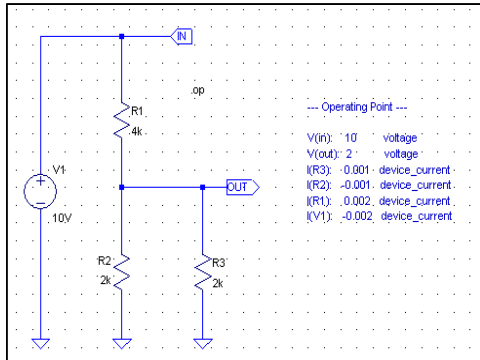 IN
R1
.op
4k
--- Operating Point ---
V(in): 10 voltage
V(out): 2 voltage
I(R3): 0.001 device_current
I(R2): -0.001 device_current
I(R1): 0.002 device_current
I(V1): -0.002 device_current
V1
OUT
10V
R2
R3
2k
2k